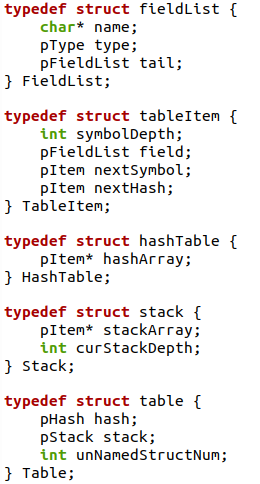 typedef struct fieldList {
    char* name;
    pType type;
    pFieldList tail;
} FieldList;

typedef struct tableItem {
    int symbolDepth;
    pFieldList field;
    pItem nextSymbol;
    pItem nextHash;
} TableItem;

typedef struct hashTable {
    pItem* hashArray;
} HashTable;

typedef struct stack {
    pItem* stackArray;
    int curStackDepth;
} Stack;

typedef struct table {
    pHash hash;
    pStack stack;
    int unNamedStructNum;
} Table;